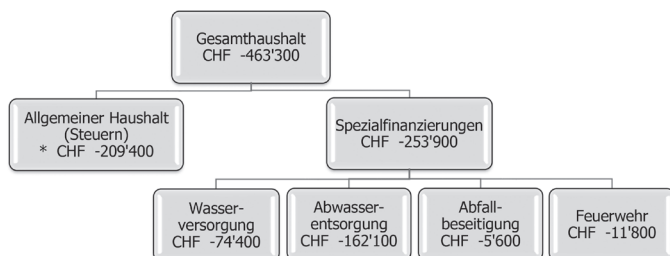 Gesamthaushalt
CHF -463'300
Allgemeiner Haushalt
(Steuern)
* CHF -209'400
Spezialfinanzierungen
CHF -253'900
Wasser-
versorgung
CHF -74'400
Abwasser-
entsorgung
CHF -162'100
Abfall-
beseitigung
CHF -5'600
Feuerwehr
CHF -11'800